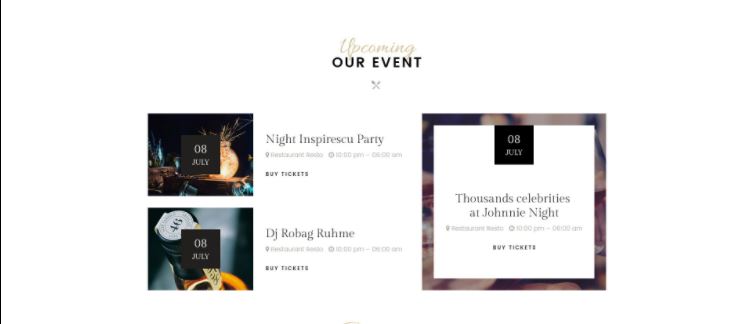 Upcoming
OUR EVENT
08
JULY
Night Inspirescu Party
Restaurant Resto 10:00 pm – 06:00 am
BUY TICKETS
08
JULY
Dj Robag Ruhme
Restaurant Resto 10:00 pm – 06:00 am
BUY TICKETS
08
JULY
Thousands celebrities
at Johnnie Night
Restaurant Resto 10:00 pm – 06:00 am
BUY TICKETS